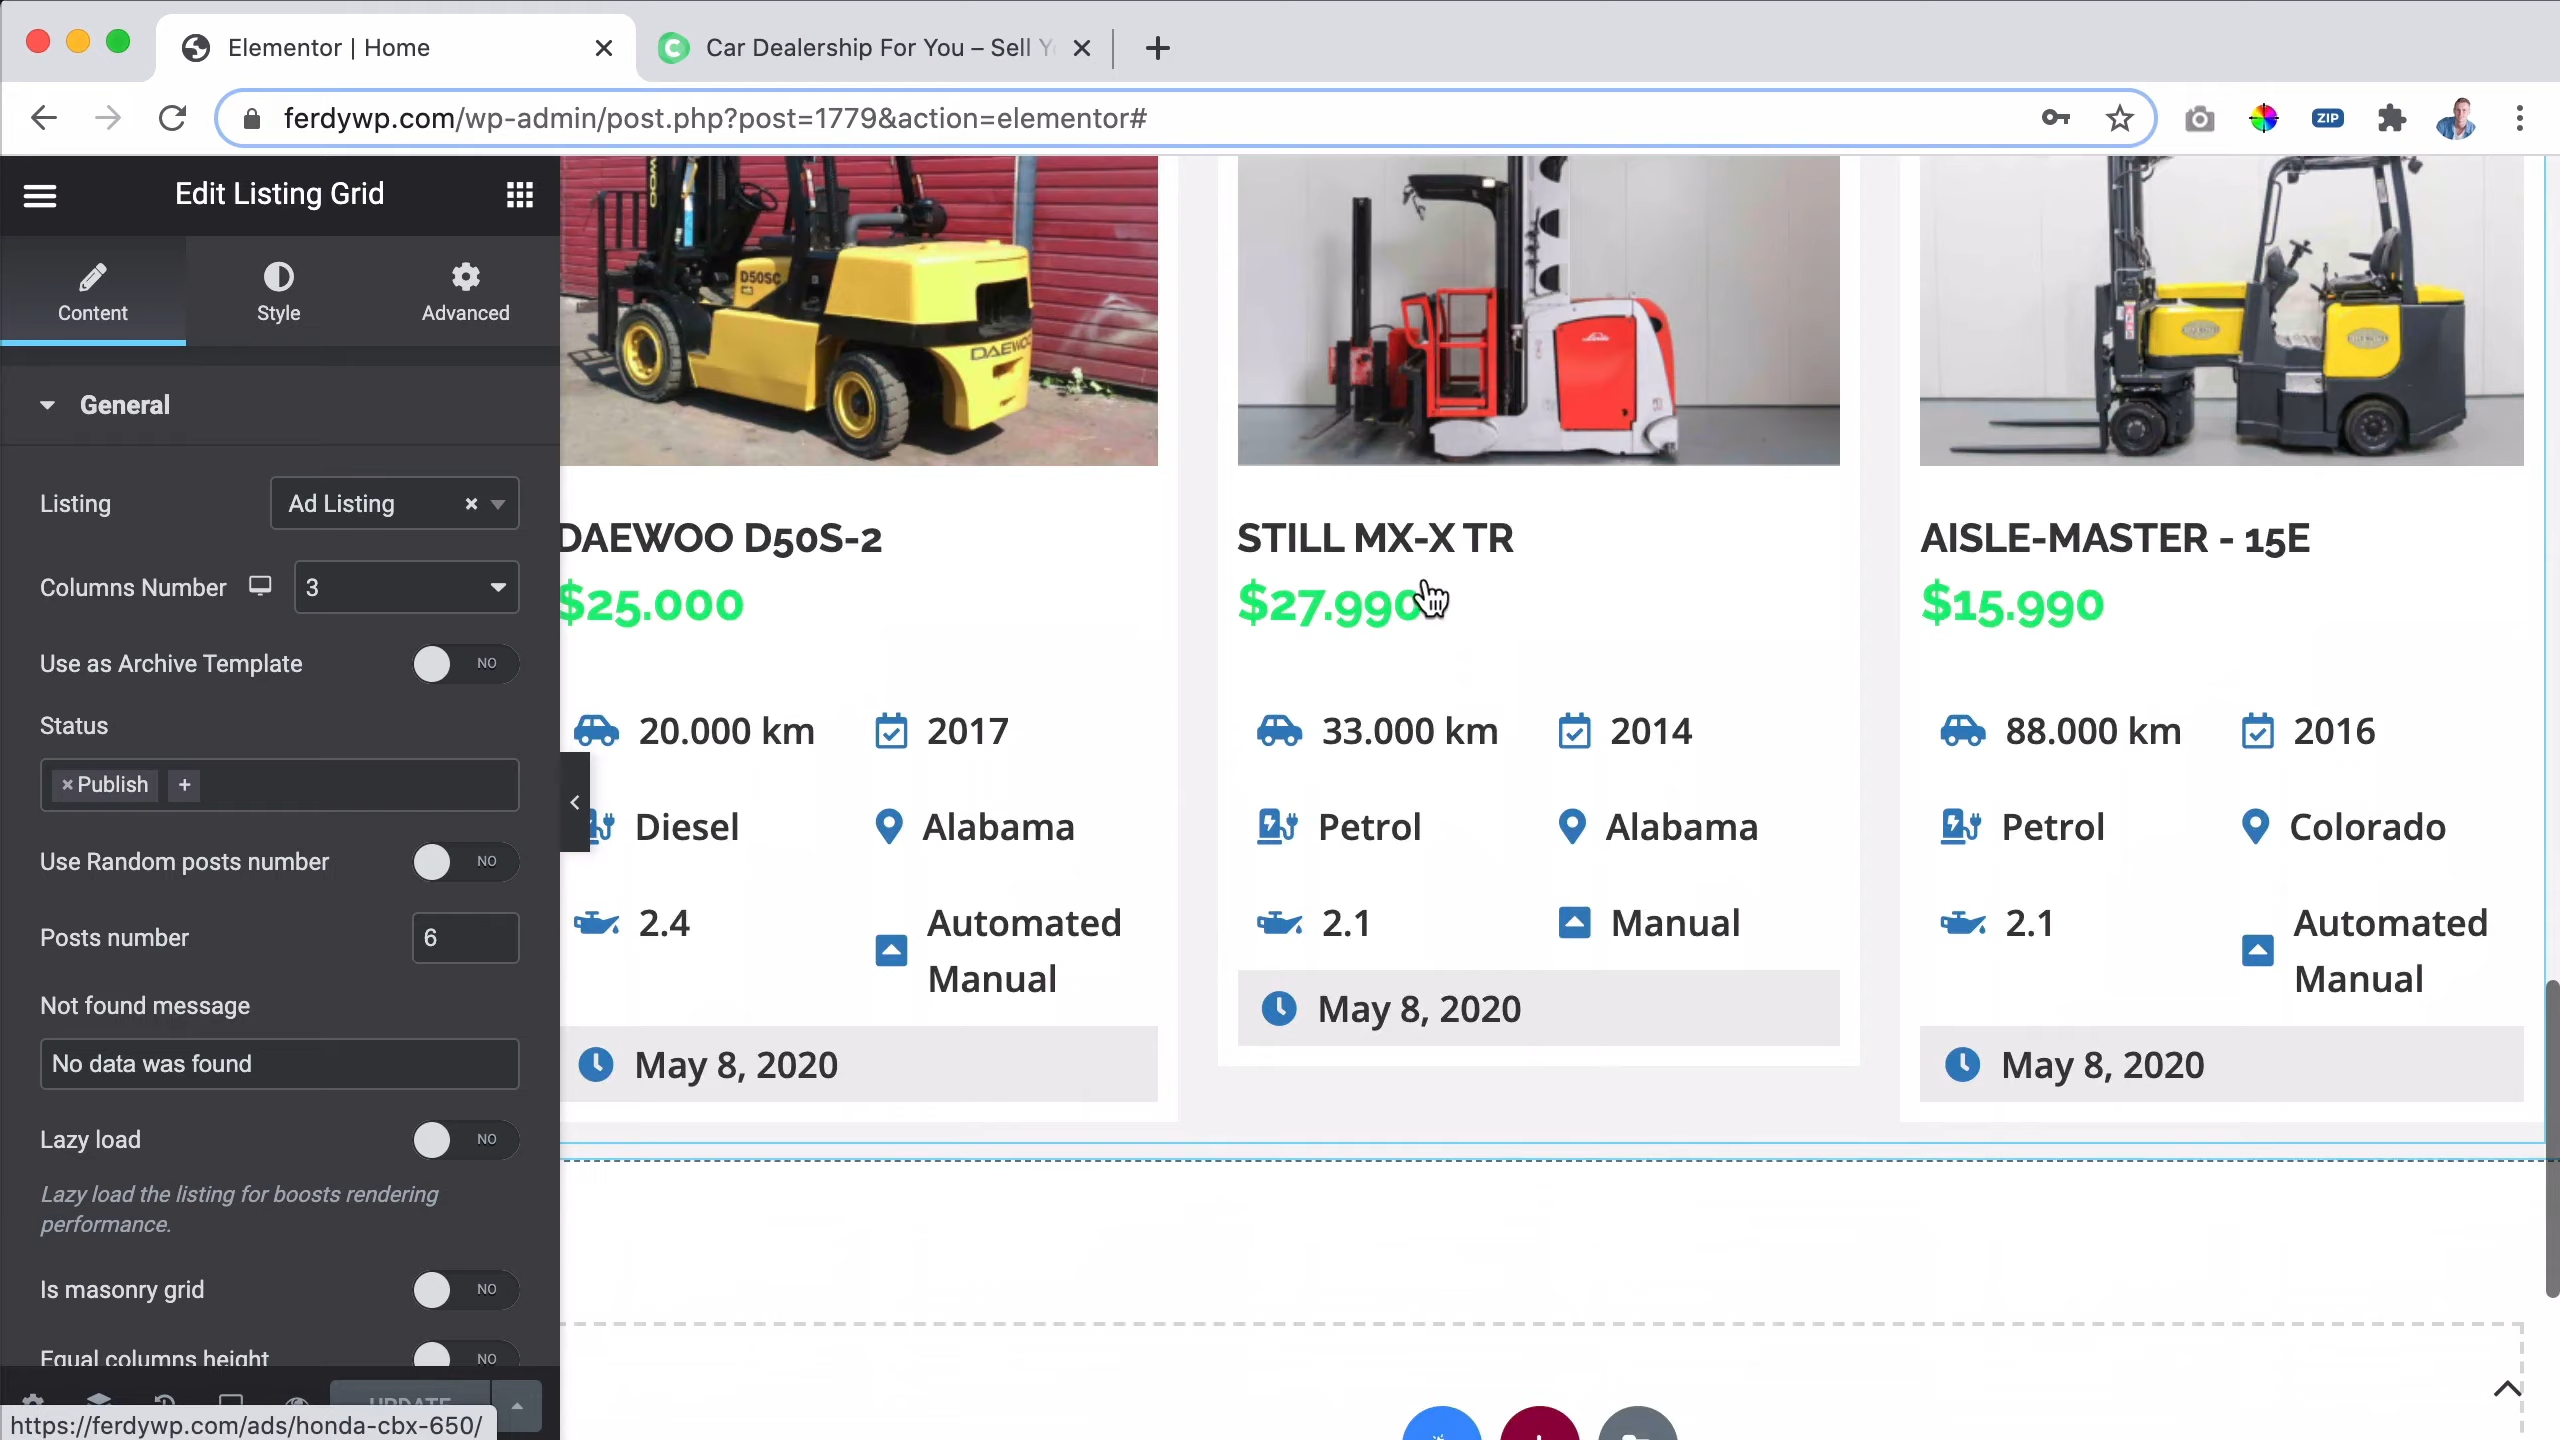 Elementor | Home
Car Dealership For You – Sell Y
ferdywp.com/wp-admin/post.php?post=1779&action=elementor#
ZIP
Edit Listing Grid
Content
Style
Advanced
General
Listing
Ad Listing
Columns Number
3
Use as Archive Template
NO
Status
×Publish
+
Use Random posts number
NO
Posts number
6
Not found message
No data was found
Lazy load
NO
Lazy load the listing for boosts rendering
performance.
Is masonry grid
NO
Equal columns height
NO
UPDATE
https://ferdywp.com/ads/honda-cbx-650/
D50SC
DAEWOO
DAEWOO D50S-2
$25.000
20.000 km
2017
Diesel
Alabama
2.4
Automated
Manual
May 8, 2020
STILL MX-X TR
$27.990
33.000 km
2014
Petrol
Alabama
2.1
Manual
May 8, 2020
AISLE-MASTER - 15E
$15.990
88.000 km
2016
Petrol
Colorado
2.1
Automated
Manual
May 8, 2020